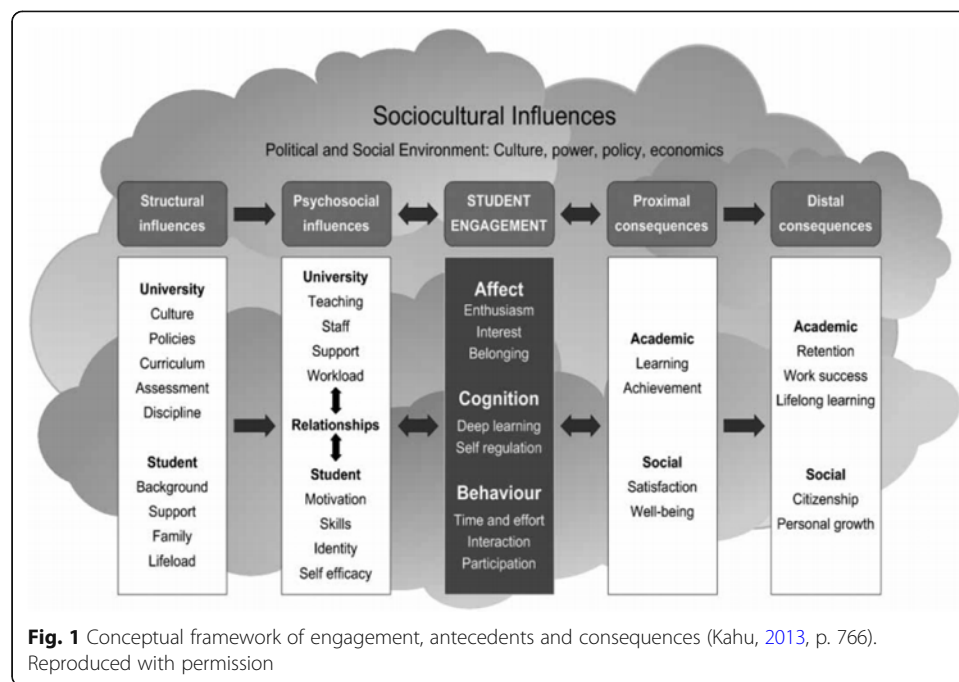 Sociocultural Influences
Political and Social Environment: Culture, power, policy, economics
Structural
influences
Psychosocial
influences
STUDENT
ENGAGEMENT
Proximal
consequences
Distal
consequences
University
Culture
Policies
Curriculum
Assessment
Discipline
Student
Background
Support
Family
Lifeload
University
Teaching
Staff
Support
Workload
Relationships
Student
Motivation
Skills
Identity
Self efficacy
Affect
Enthusiasm
Interest
Belonging
Cognition
Deep learning
Self regulation
Behaviour
Time and effort
Interaction
Participation
Academic
Learning
Achievement
Social
Satisfaction
Well-being
Academic
Retention
Work success
Lifelong learning
Social
Citizenship
Personal growth
Fig. 1 Conceptual framework of engagement, antecedents and consequences (Kahu, 2013, p. 766).
Reproduced with permission